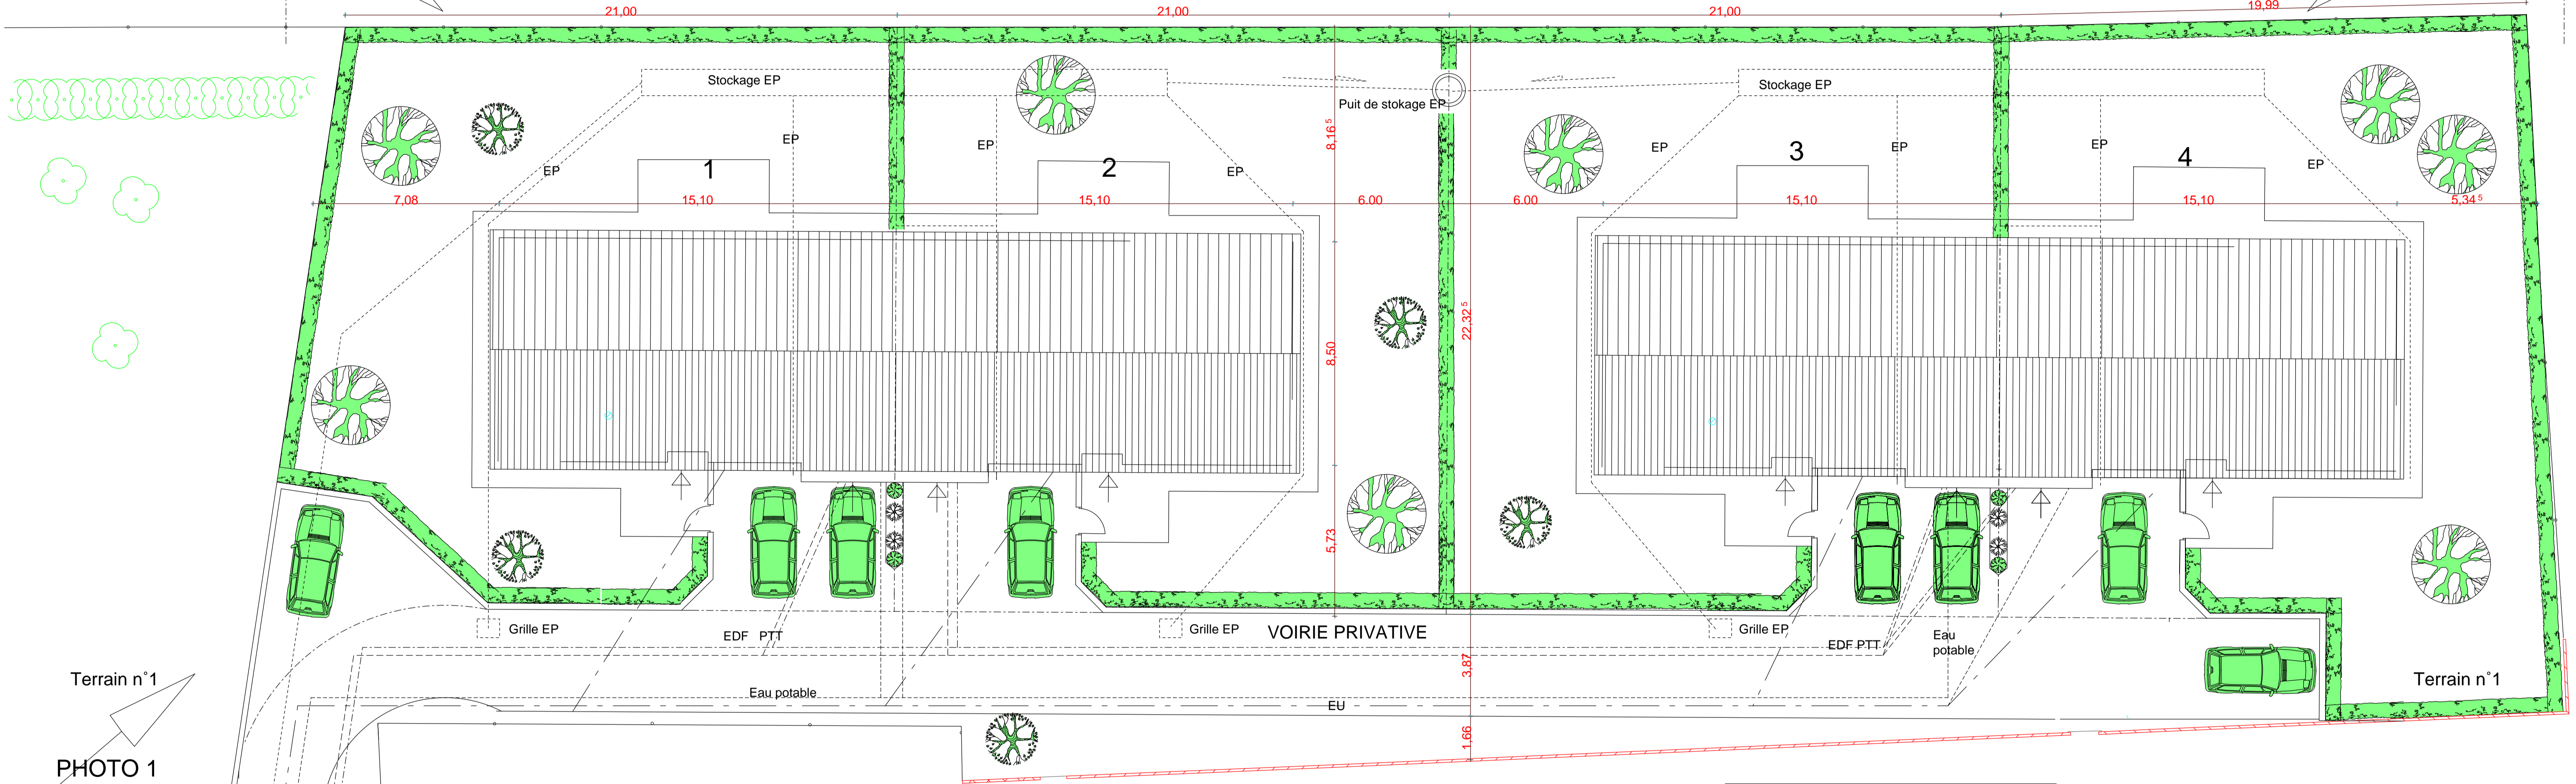 21,00
21,00
21,00
19,99
Stockage EP
Puit de stokage EP
Stockage EP
8,16⁵
EP
EP
EP
EP
EP
EP
EP
EP
1
2
3
4
7,08
15,10
15,10
6.00
6.00
15,10
15,10
5,34⁵
22,32⁵
8,50
5,73
Grille EP
EDF PTT
Grille EP
VOIRIE PRIVATIVE
Grille EP
EDF PTT
Eau
potable
3,87
Terrain n°1
Terrain n°1
Eau potable
EU
1,66
PHOTO 1